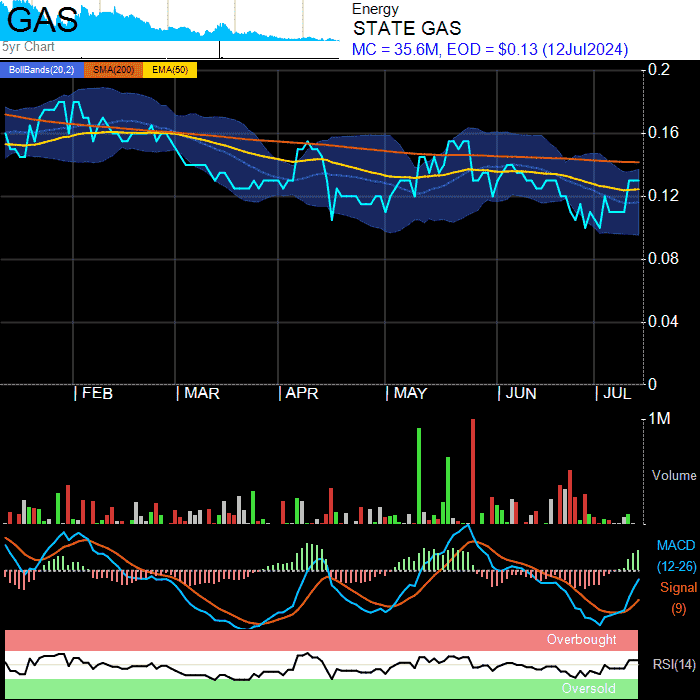 GAS
5yr Chart
Energy
STATE GAS
MC = 35.6M, EOD = $0.13 (12Jul2024)
BollBands(20,2) SMA(200) EMA(50)
0.2
0.16
0.12
0.08
0.04
0
| FEB | MAR | APR | MAY | JUN | JUL
1M
Volume
MACD
(12-26)
Signal
(9)
Overbought
RSI(14)
Oversold